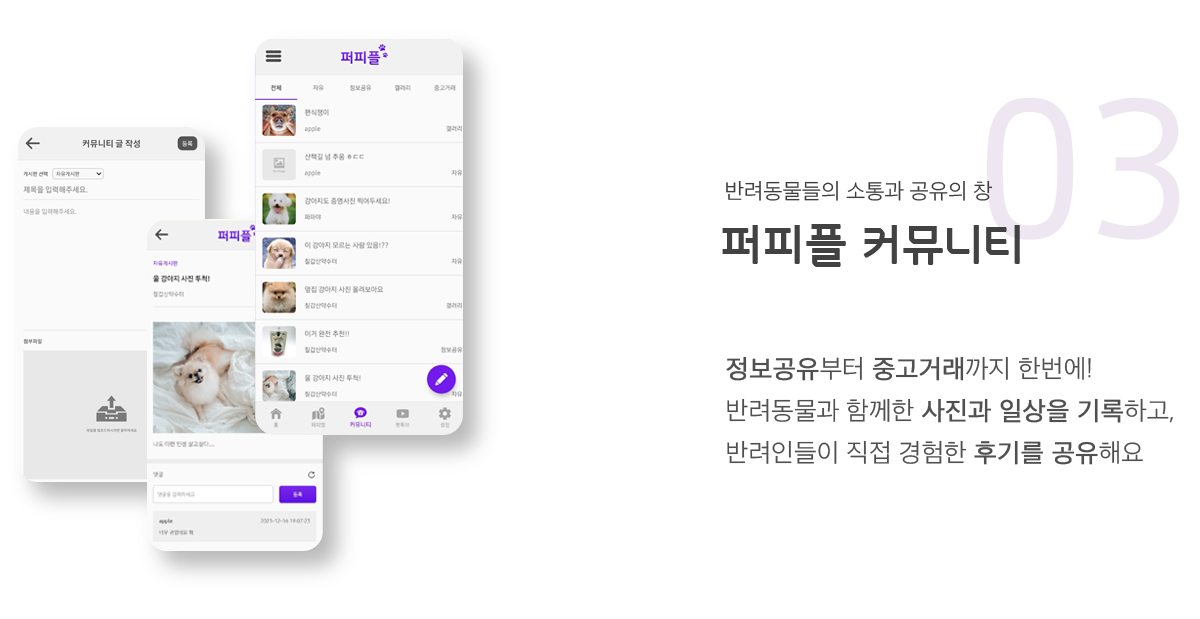 퍼피플
전체 자유 정보공유 갤러리 중고거래
현식쨩이
apple 갤러리
산책길 넘 추움 ㅎㄷㄷ
apple 자유
강아지도 증명사진 찍어두세요!
파파야 자유
이 강아지 모르는 사람 있음!??
칠갑산약수터 자유
옆집 강아지 사진 올려보아요
칠갑산약수터 갤러리
이거 완전 추천!!
칠갑산약수터 정보공유
울 강아지 사진 투척!
칠갑산약수터 자유
홈 커뮤니티 설정
커뮤니티 글 작성 등록
게시판 선택 자유게시판
제목을 입력해주세요.
내용을 입력해주세요.
첨부파일
퍼피플
자유게시판
울 강아지 사진 투척!
칠갑산약수터
나도 이런 인생 살고싶다...
댓글
댓글을 입력하세요 등록
apple 2021-12-16 19:07:25
너무 귀엽네요
03
반려동물들의 소통과 공유의 창
퍼피플 커뮤니티
정보공유부터 중고거래까지 한번에!
반려동물과 함께한 사진과 일상을 기록하고,
반려인들이 직접 경험한 후기를 공유해요